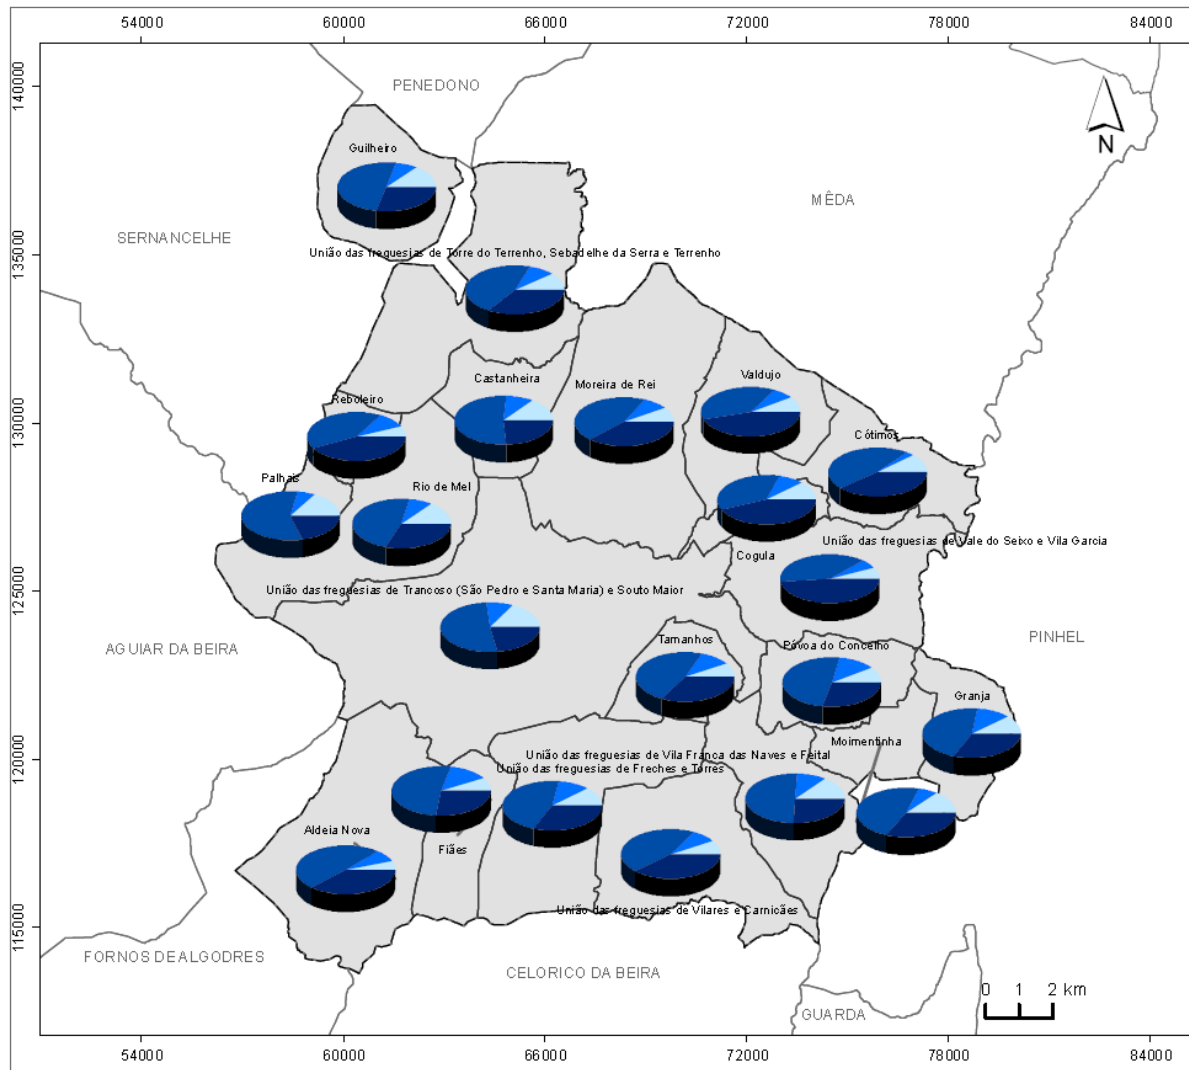 54000
60000
66000
72000
78000
84000
140000
135000
130000
125000
120000
115000
PENEDONO
N
Guilheiro
MÊDA
SERNANCELHE
União das freguesias de Torre do Terrenho, Sebadelhe da Serra e Terrenho
Castanheira
Moreira de Rei
Valdujo
Reboleiro
Cótimos
Palhais
Rio de Mel
União das freguesias de Vale do Seixo e Vila Garcia
Cogula
União das freguesias de Trancoso (São Pedro e Santa Maria) e Souto Maior
AGUIAR DA BEIRA
Tamanhos
Póvoa do Concelho
PINHEL
Granja
Moimentinha
União das freguesias de Vila Franca das Naves e Feital
União das freguesias de Freches e Torres
Aldeia Nova
Fiães
União das freguesias de Vilares e Carnicães
FORNOS DE ALGODRES
CELORICO DA BEIRA
0 1 2 km
GUARDA
54000
60000
66000
72000
78000
84000